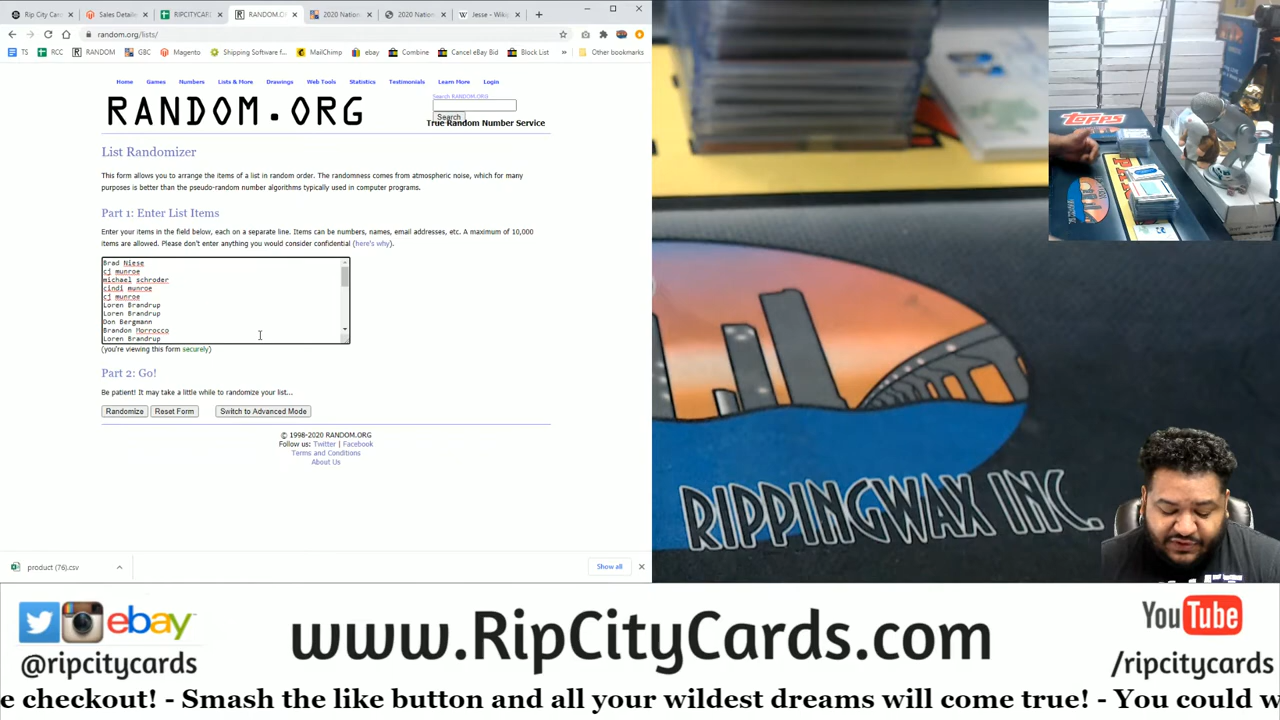 Rip City Card
Sales Detaile
RIPCITYCARD
RANDOM.O
2020 Nation
2020 Nation
Jesse - Wiki
random.org/lists/
TS
RCC
RANDOM
GBC
Magento
Shipping Software f...
MailChimp
ebay
Combine
Cancel eBay Bid
Block List
Other bookmarks
Home Games Numbers Lists & More Drawings Web Tools Statistics Testimonials Learn More Login
Search RANDOM.ORG
RANDOM.ORG
Search
True Random Number Service
List Randomizer
This form allows you to arrange the items of a list in random order. The randomness comes from atmospheric noise, which for many
purposes is better than the pseudo-random number algorithms typically used in computer programs.
Part 1: Enter List Items
Enter your items in the field below, each on a separate line. Items can be numbers, names, email addresses, etc. A maximum of 10,000
items are allowed. Please don't enter anything you would consider confidential (here's why).
Brad Niese
cj munroe
michael schroder
cindi munroe
cj munroe
Loren Brandrup
Loren Brandrup
Don Bergmann
Brandon Morrocco
Loren Brandrup
(you're viewing this form securely)
Part 2: Go!
Be patient! It may take a little while to randomize your list...
Randomize Reset Form Switch to Advanced Mode
© 1998-2020 RANDOM.ORG
Follow us: Twitter | Facebook
Terms and Conditions
About Us
product (76).csv
Show all
Topps
RIPPINGWAX INC.
ebay
@ripcitycards
www.RipCityCards.com
YouTube
/ripcitycards
e checkout! - Smash the like button and all your wildest dreams will come true! - You could w